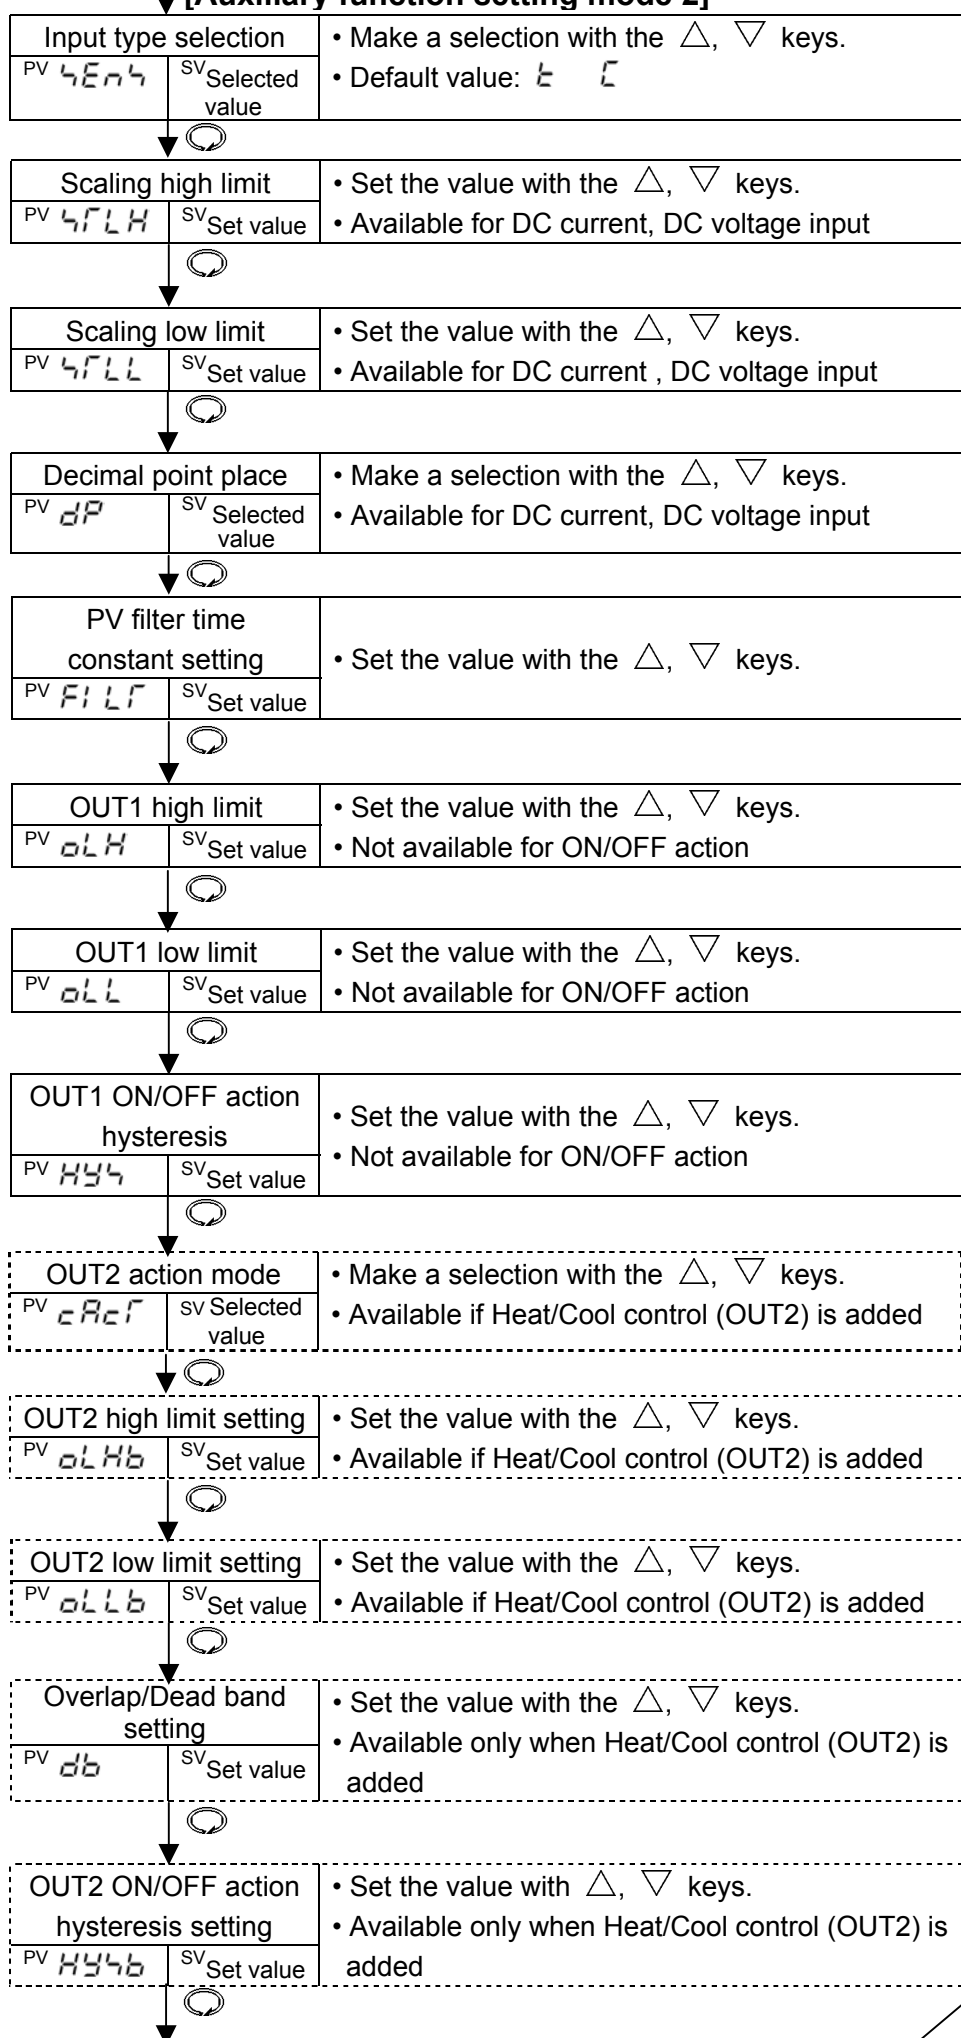 [Auxiliary function setting mode 2]
Input type selection
PV SEnS
SV Selected value
• Make a selection with the △, ▽ keys.
• Default value: E C
Scaling high limit
PV SFLH
SV Set value
• Set the value with the △, ▽ keys.
• Available for DC current, DC voltage input
Scaling low limit
PV SFLL
SV Set value
• Set the value with the △, ▽ keys.
• Available for DC current , DC voltage input
Decimal point place
PV dP
SV Selected value
• Make a selection with the △, ▽ keys.
• Available for DC current, DC voltage input
PV filter time
constant setting
PV FILT
SV Set value
• Set the value with the △, ▽ keys.
OUT1 high limit
PV oLH
SV Set value
• Set the value with the △, ▽ keys.
• Not available for ON/OFF action
OUT1 low limit
PV oLL
SV Set value
• Set the value with the △, ▽ keys.
• Not available for ON/OFF action
OUT1 ON/OFF action
hysteresis
PV HYS
SV Set value
• Set the value with the △, ▽ keys.
• Not available for ON/OFF action
OUT2 action mode
PV cAcT
SV Selected value
• Make a selection with the △, ▽ keys.
• Available if Heat/Cool control (OUT2) is added
OUT2 high limit setting
PV oLHb
SV Set value
• Set the value with the △, ▽ keys.
• Available if Heat/Cool control (OUT2) is added
OUT2 low limit setting
PV oLLb
SV Set value
• Set the value with the △, ▽ keys.
• Available if Heat/Cool control (OUT2) is added
Overlap/Dead band
setting
PV db
SV Set value
• Set the value with the △, ▽ keys.
• Available only when Heat/Cool control (OUT2) is
added
OUT2 ON/OFF action
hysteresis setting
PV HYSb
SV Set value
• Set the value with △, ▽ keys.
• Available only when Heat/Cool control (OUT2) is
added